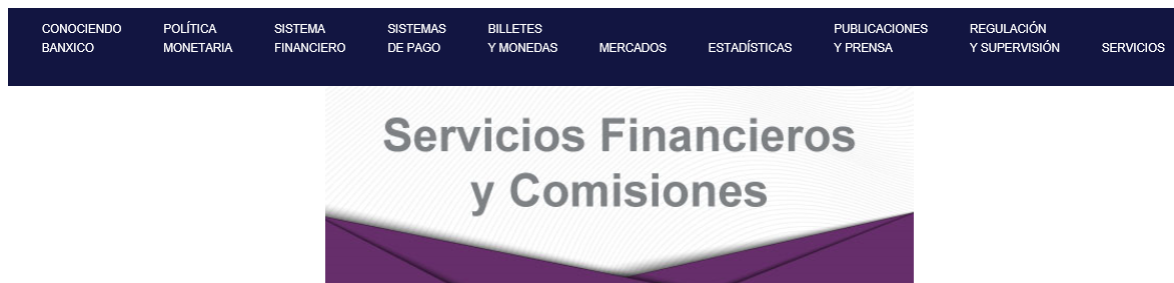 CONOCIENDO
BANXICO
POLÍTICA
MONETARIA
SISTEMA
FINANCIERO
SISTEMAS
DE PAGO
BILLETES
Y MONEDAS
MERCADOS
ESTADÍSTICAS
PUBLICACIONES
Y PRENSA
REGULACIÓN
Y SUPERVISIÓN
SERVICIOS
Servicios Financieros
y Comisiones